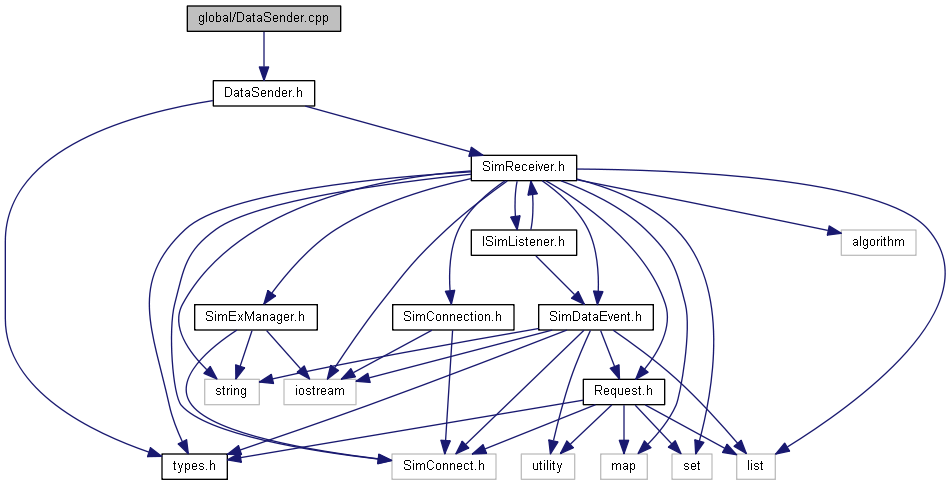 global/DataSender.cpp
DataSender.h
SimReceiver.h
ISimListener.h
algorithm
SimExManager.h
SimConnection.h
SimDataEvent.h
string
iostream
Request.h
types.h
SimConnect.h
utility
map
set
list